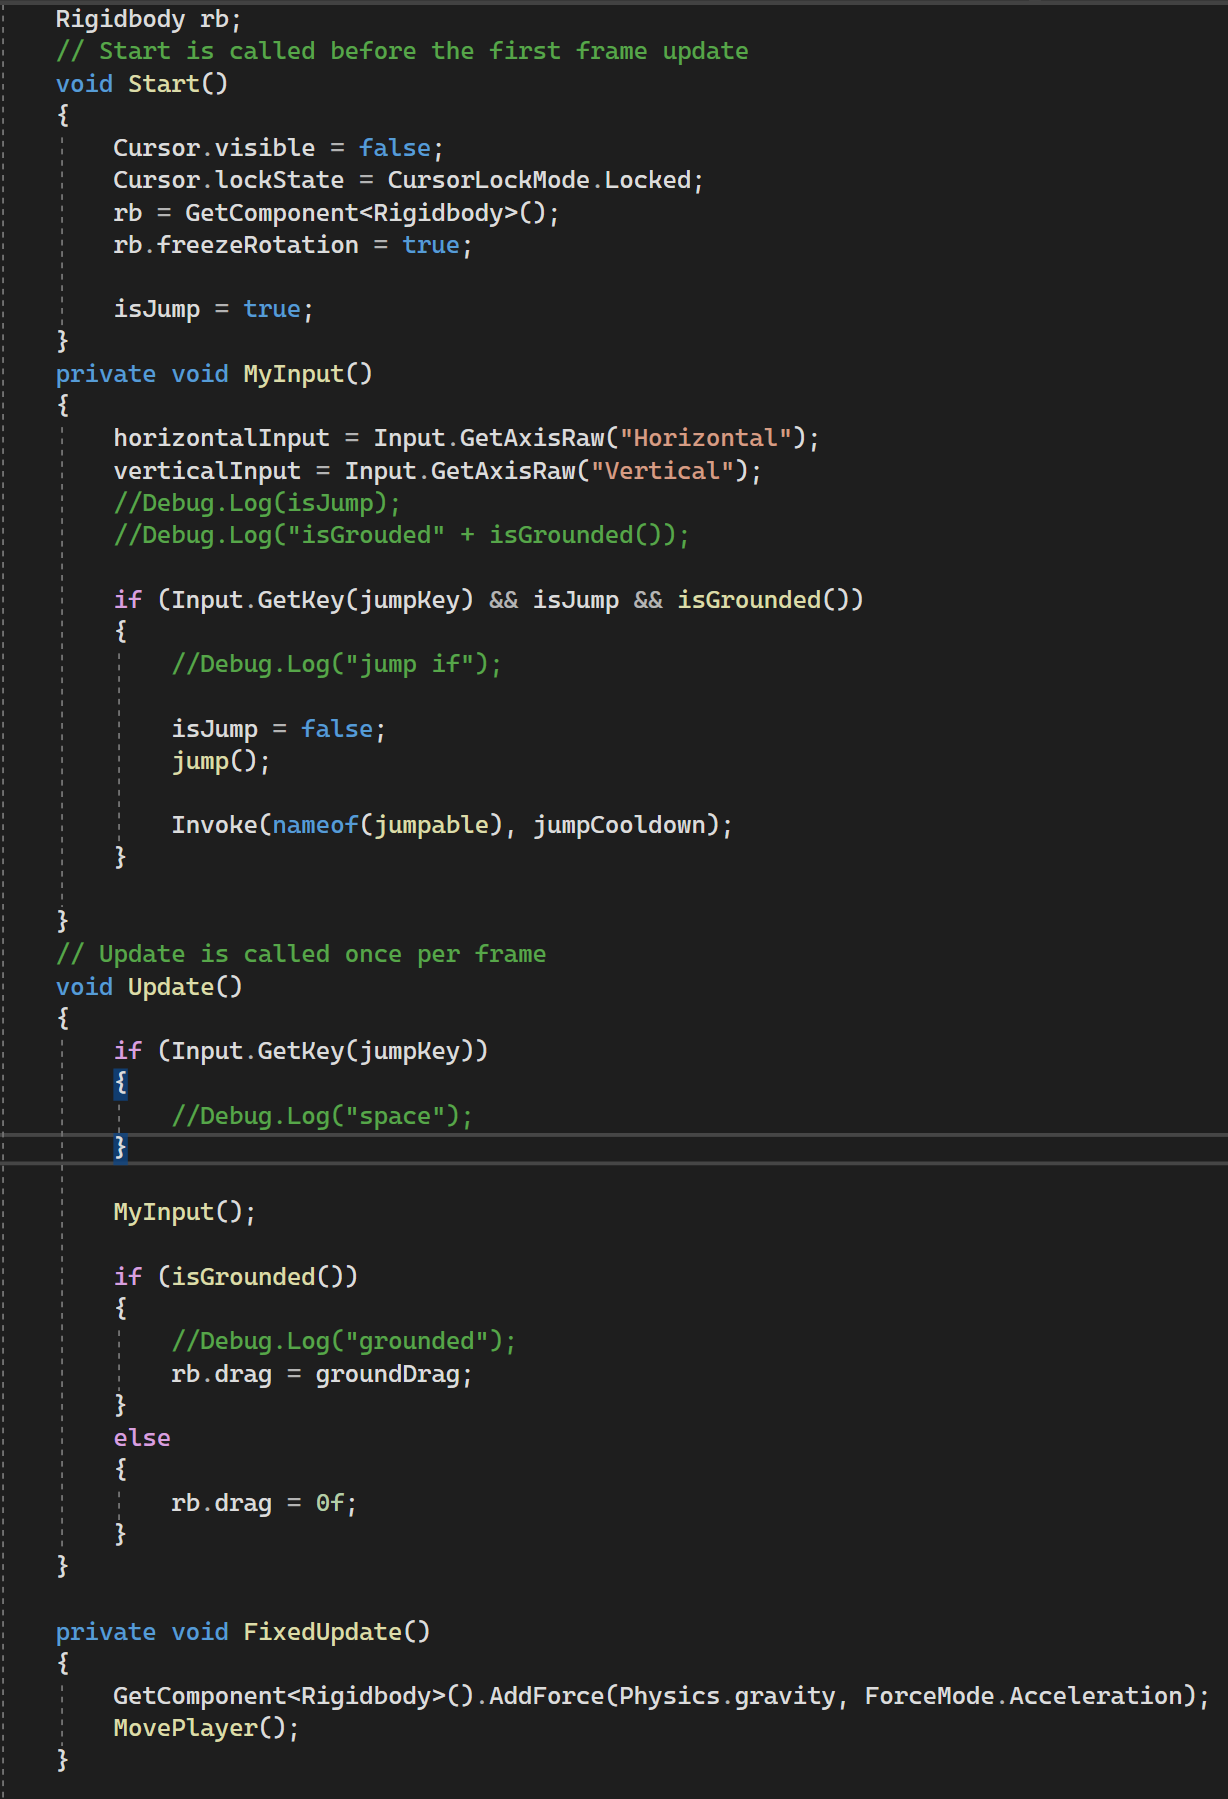 Rigidbody rb;
// Start is called before the first frame update
void Start()
{
Cursor.visible = false;
Cursor.lockState = CursorLockMode.Locked;
rb = GetComponent<Rigidbody>();
rb.freezeRotation = true;
isJump = true;
}
private void MyInput()
{
horizontalInput = Input.GetAxisRaw("Horizontal");
verticalInput = Input.GetAxisRaw("Vertical");
//Debug.Log(isJump);
//Debug.Log("isGrouded" + isGrounded());
if (Input.GetKey(jumpKey) && isJump && isGrounded())
{
//Debug.Log("jump if");
isJump = false;
jump();
Invoke(nameof(jumpable), jumpCooldown);
}
}
// Update is called once per frame
void Update()
{
if (Input.GetKey(jumpKey))
{
//Debug.Log("space");
}
MyInput();
if (isGrounded())
{
//Debug.Log("grounded");
rb.drag = groundDrag;
}
else
{
rb.drag = 0f;
}
}
private void FixedUpdate()
{
GetComponent<Rigidbody>().AddForce(Physics.gravity, ForceMode.Acceleration);
MovePlayer();
}